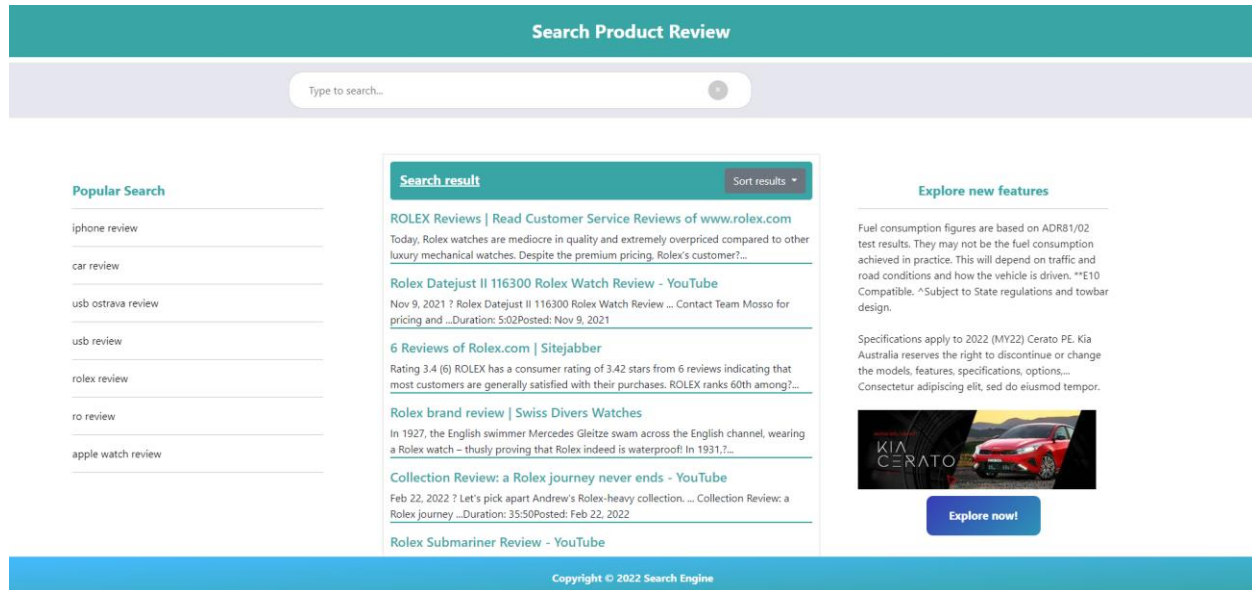 Search Product Review
Type to search...
Popular Search
iphone review
car review
usb ostrava review
usb review
rolex review
ro review
apple watch review
Search result
Sort results
ROLEX Reviews | Read Customer Service Reviews of www.rolex.com
Today, Rolex watches are mediocre in quality and extremely overpriced compared to other
luxury mechanical watches. Despite the premium pricing, Rolex's customer?...
Rolex Datejust II 116300 Rolex Watch Review - YouTube
Nov 9, 2021 ? Rolex Datejust II 116300 Rolex Watch Review ... Contact Team Mosso for
pricing and ...Duration: 5:02Posted: Nov 9, 2021
6 Reviews of Rolex.com | Sitejabber
Rating 3.4 (6) ROLEX has a consumer rating of 3.42 stars from 6 reviews indicating that
most customers are generally satisfied with their purchases. ROLEX ranks 60th among?...
Rolex brand review | Swiss Divers Watches
In 1927, the English swimmer Mercedes Gleitze swam across the English channel, wearing
a Rolex watch – thusly proving that Rolex indeed is waterproof! In 1931,?...
Collection Review: a Rolex journey never ends - YouTube
Feb 22, 2022 ? Let's pick apart Andrew's Rolex-heavy collection. ... Collection Review: a
Rolex journey ...Duration: 35:50Posted: Feb 22, 2022
Rolex Submariner Review - YouTube
Explore new features
Fuel consumption figures are based on ADR81/02
test results. They may not be the fuel consumption
achieved in practice. This will depend on traffic and
road conditions and how the vehicle is driven. **E10
Compatible. ^Subject to State regulations and towbar
design.
Specifications apply to 2022 (MY22) Cerato PE. Kia
Australia reserves the right to discontinue or change
the models, features, specifications, options,...
Consectetur adipiscing elit, sed do eiusmod tempor.
KIA
CERATO
Explore now!
Copyright © 2022 Search Engine